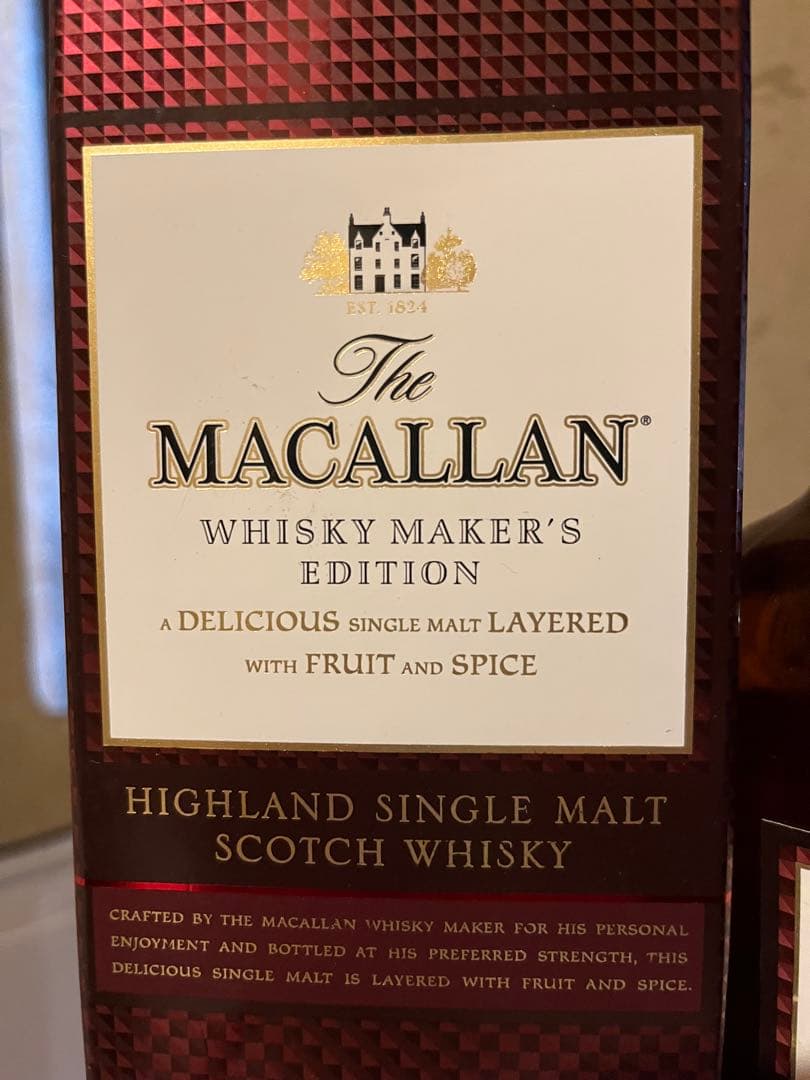 EST. 1824
The
MACALLAN®
WHISKY MAKER'S
EDITION
A DELICIOUS SINGLE MALT LAYERED
WITH FRUIT AND SPICE
HIGHLAND SINGLE MALT
SCOTCH WHISKY
CRAFTED BY THE MACALLAN WHISKY MAKER FOR HIS PERSONAL
ENJOYMENT AND BOTTLED AT HIS PREFERRED STRENGTH, THIS
DELICIOUS SINGLE MALT IS LAYERED WITH FRUIT AND SPICE.